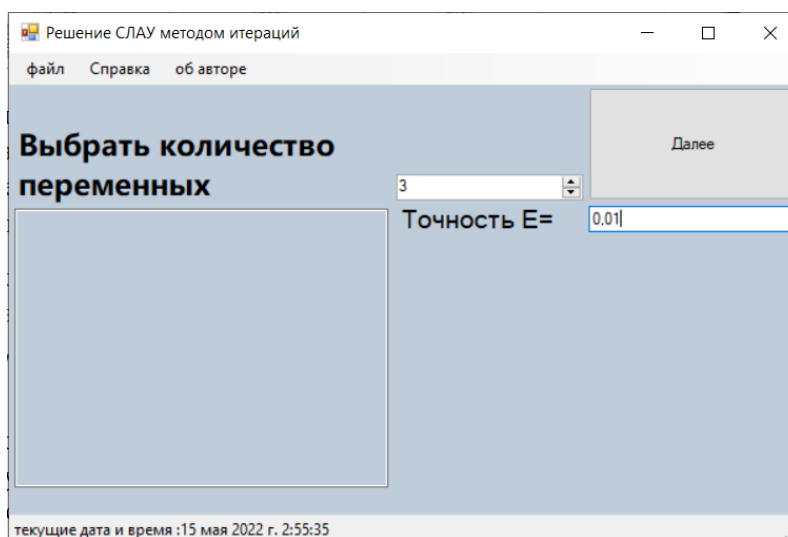 Решение СЛАУ методом итераций
файл Справка об авторе
Выбрать количество
переменных
3
Далее
Точность E=
0,01
текущие дата и время :15 мая 2022 г. 2:55:35